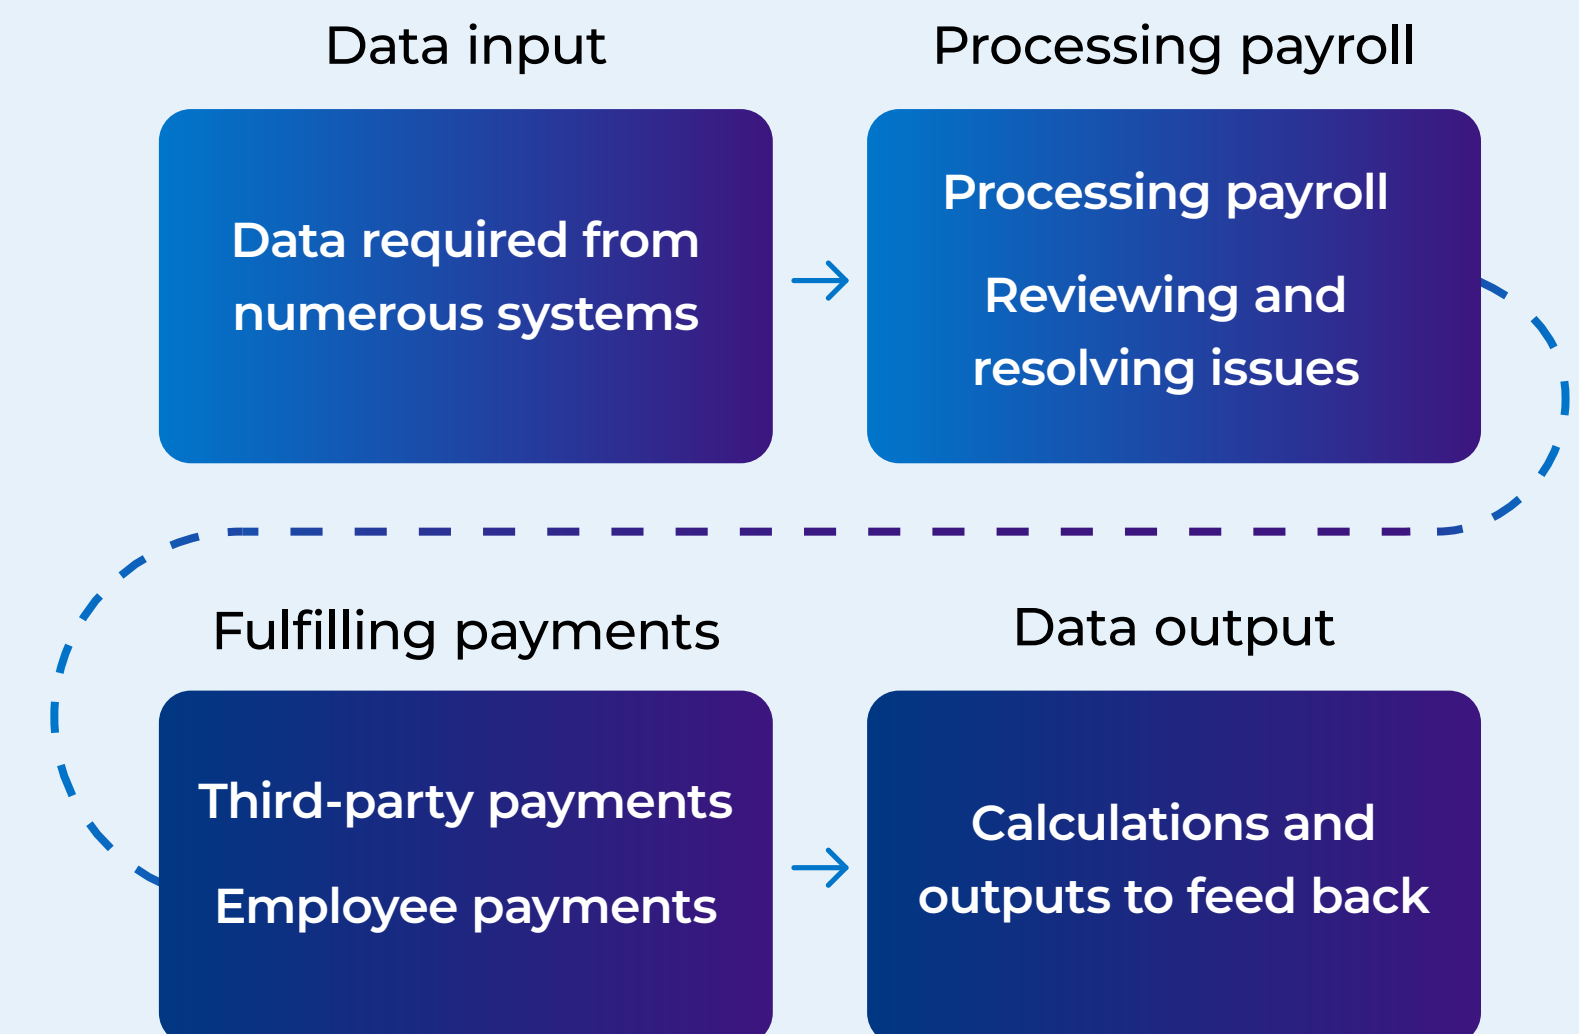 Data input
Processing payroll
Data required from
numerous systems
Processing payroll
Reviewing and
resolving issues
Fulfilling payments
Data output
Third-party payments
Employee payments
Calculations and
outputs to feed back